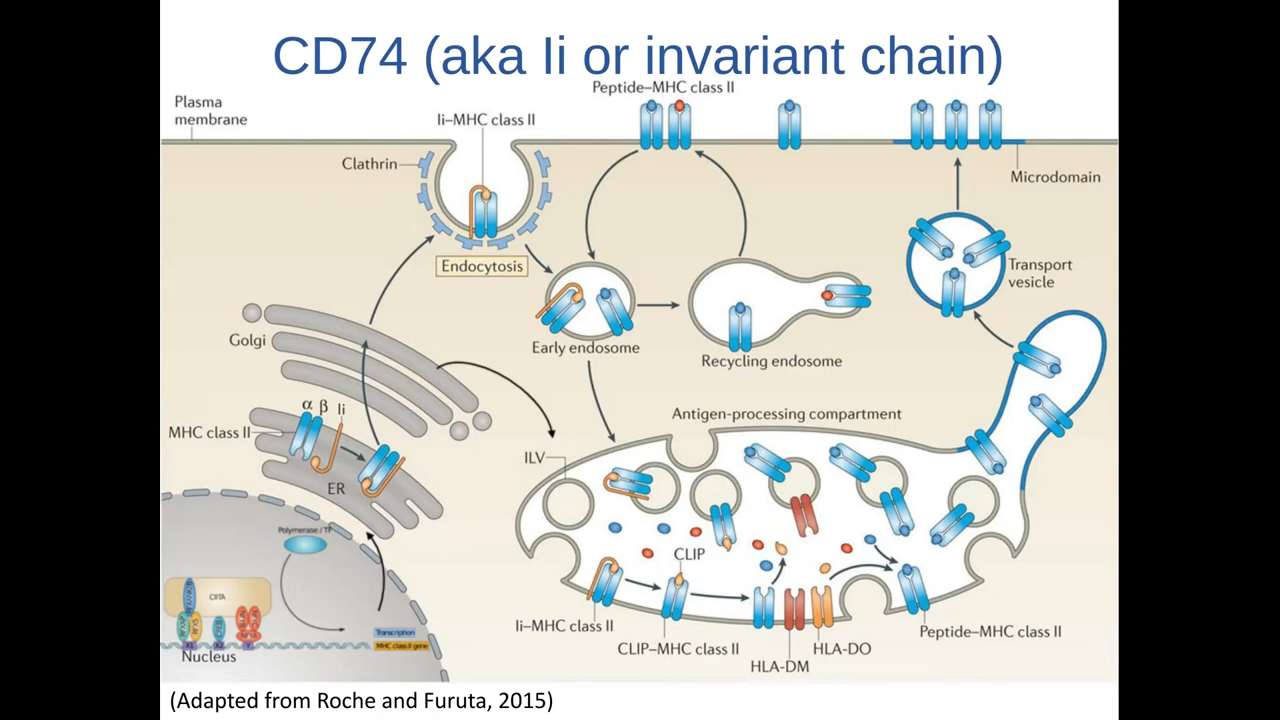 CD74 (aka Ii or invariant chain)
Plasma
membrane
Ii–MHC class II
Peptide–MHC class II
Clathrin
Microdomain
Endocytosis
Transport
vesicle
Golgi
Early endosome
Recycling endosome
α β Ii
MHC class II
Antigen-processing compartment
ILV
ER
Polymerase / TF
CLIP
CIITA
Transcription
MHC class II gene
Nucleus
Ii–MHC class II
CLIP–MHC class II
HLA-DM
HLA-DO
Peptide–MHC class II
(Adapted from Roche and Furuta, 2015)